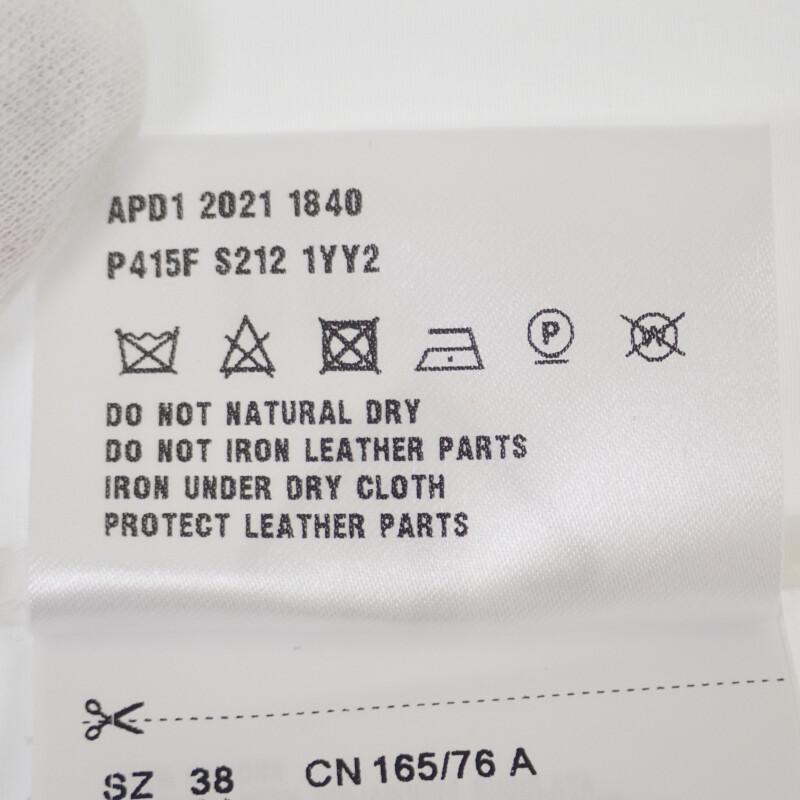 APD1 2021 1840
P415F S212 1YY2
P W
DO NOT NATURAL DRY
DO NOT IRON LEATHER PARTS
IRON UNDER DRY CLOTH
PROTECT LEATHER PARTS
SZ 38 CN 165/76 A